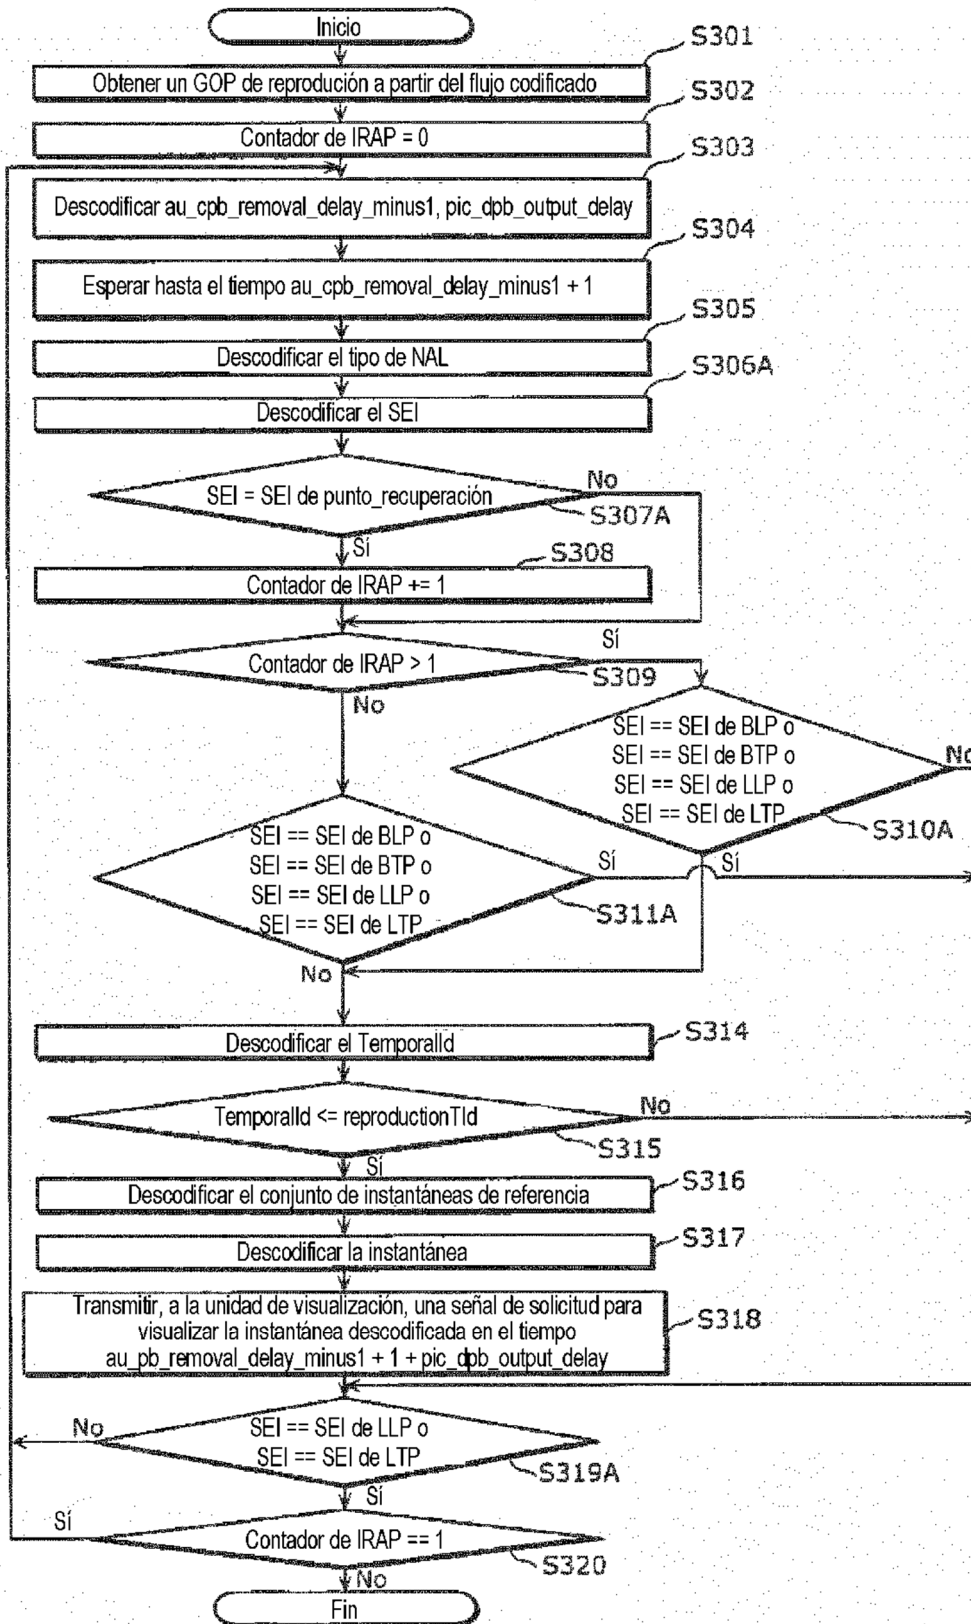 Inicio
S301
Obtener un GOP de reprodución a partir del flujo codificado
S302
Contador de IRAP = 0
S303
Descodificar au_cpb_removal_delay_minus1, pic_dpb_output_delay
S304
Esperar hasta el tiempo au_cpb_removal_delay_minus1 + 1
S305
Descodificar el tipo de NAL
S306A
Descodificar el SEI
SEI = SEI de punto_recuperación
No
S307A
Sí
S308
Contador de IRAP += 1
Sí
Contador de IRAP > 1
S309
No
SEI == SEI de BLP o
SEI == SEI de BTP o
SEI == SEI de LLP o
SEI == SEI de LTP
No
S310A
Sí
SEI == SEI de BLP o
SEI == SEI de BTP o
SEI == SEI de LLP o
SEI == SEI de LTP
Sí
S311A
No
Descodificar el TemporalId
S314
TemporalId <= reproductionTId
No
S315
Sí
Descodificar el conjunto de instantáneas de referencia
S316
Descodificar la instantánea
S317
Transmitir, a la unidad de visualización, una señal de solicitud para
visualizar la instantánea descodificada en el tiempo
au_pb_removal_delay_minus1 + 1 + pic_dpb_output_delay
S318
No
SEI == SEI de LLP o
SEI == SEI de LTP
S319A
Sí
Sí
Contador de IRAP == 1
S320
No
Fin